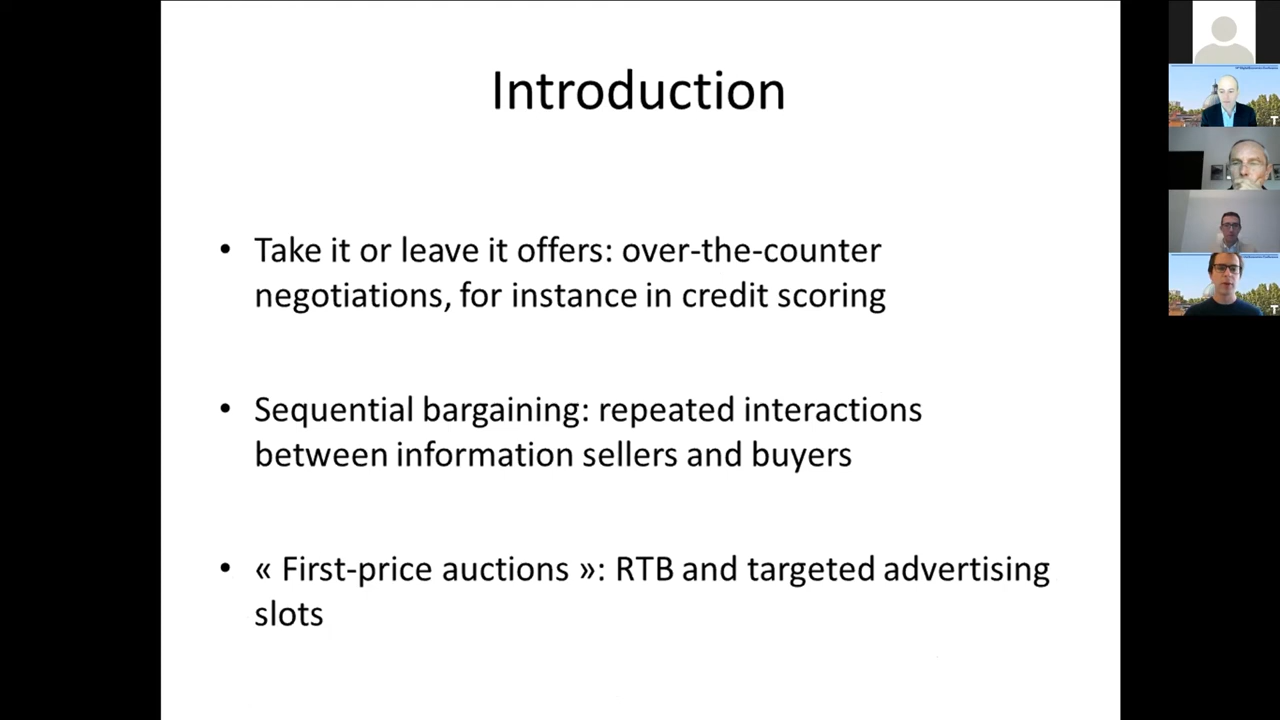 Introduction
• Take it or leave it offers: over-the-counter
negotiations, for instance in credit scoring
• Sequential bargaining: repeated interactions
between information sellers and buyers
• « First-price auctions »: RTB and targeted advertising
slots
T
T